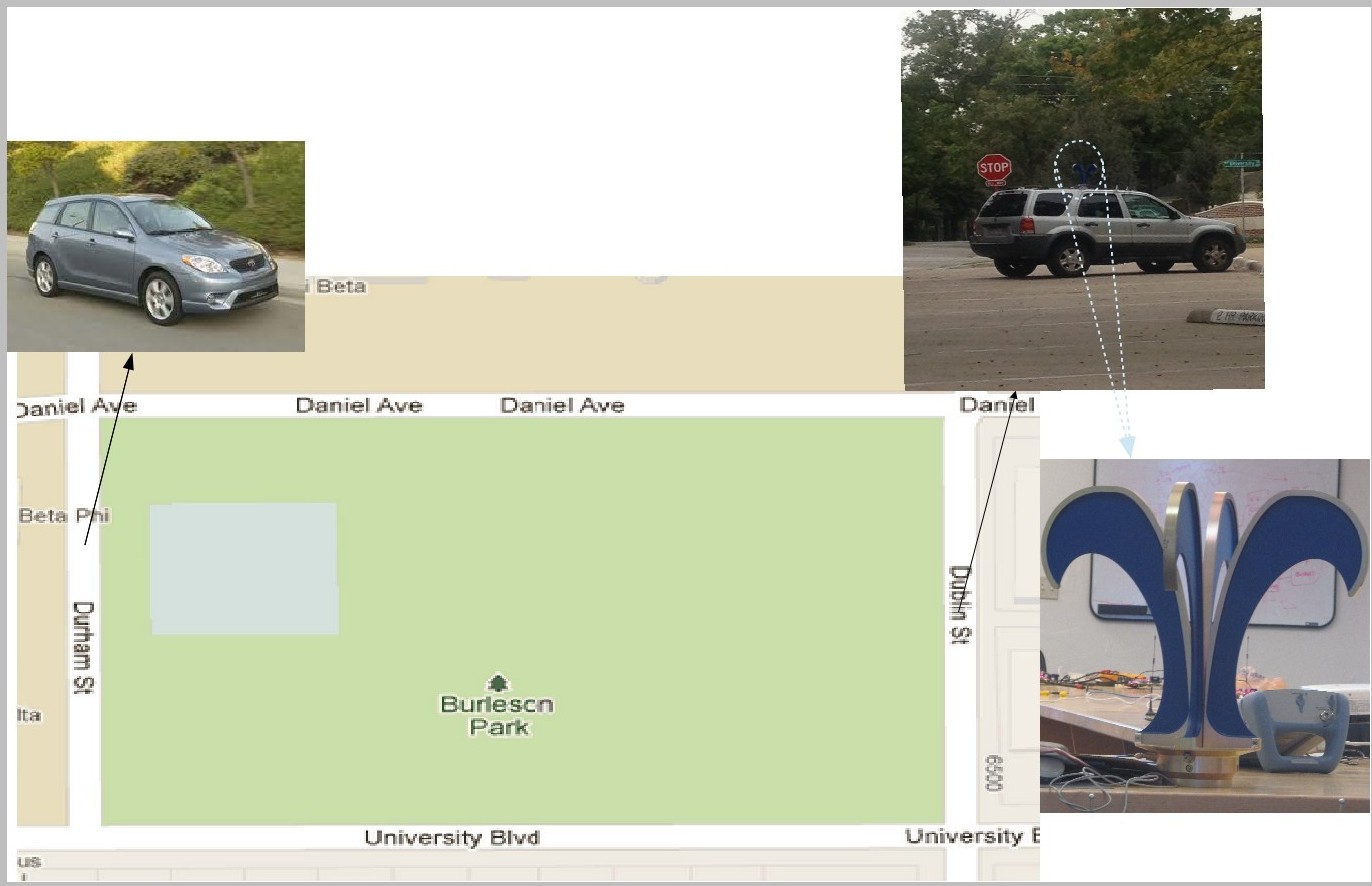 STOP
i Beta
Daniel Ave
Daniel Ave
Daniel Ave
Daniel
Beta Phi
Durham St
Dublin St
lta
Burleson
Park
6500
University Blvd
University B
us